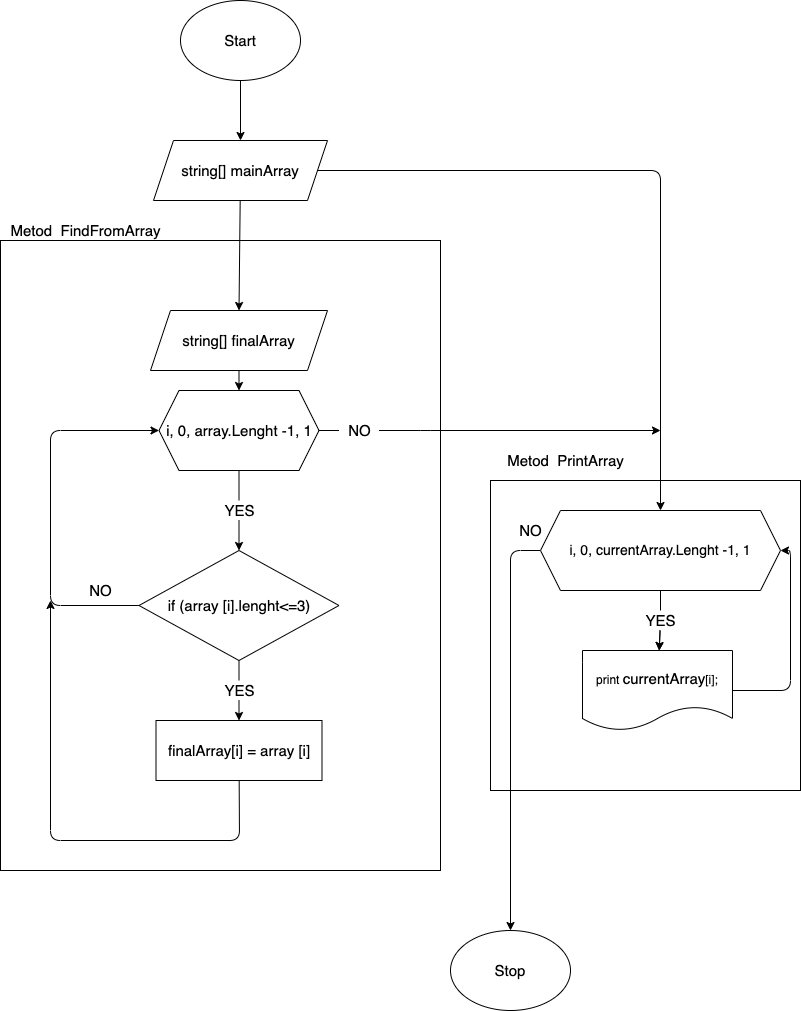 Start
string[] mainArray
Metod  FindFromArray
string[] finalArray
i, 0, array.Lenght -1, 1
NO
YES
if (array [i].lenght<=3)
NO
YES
finalArray[i] = array [i]
Metod  PrintArray
i, 0, currentArray.Lenght -1, 1
NO
YES
print currentArray[i];
Stop